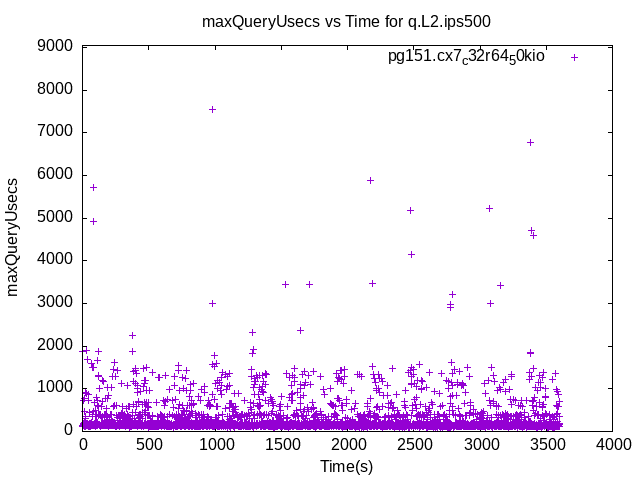 maxQueryUsecs vs Time for q.L2.ips500
pg151.cx7c32r6450kio
9000
8000
7000
6000
5000
4000
3000
2000
1000
0
maxQueryUsecs
0 500 1000 1500 2000 2500 3000 3500 4000
Time(s)